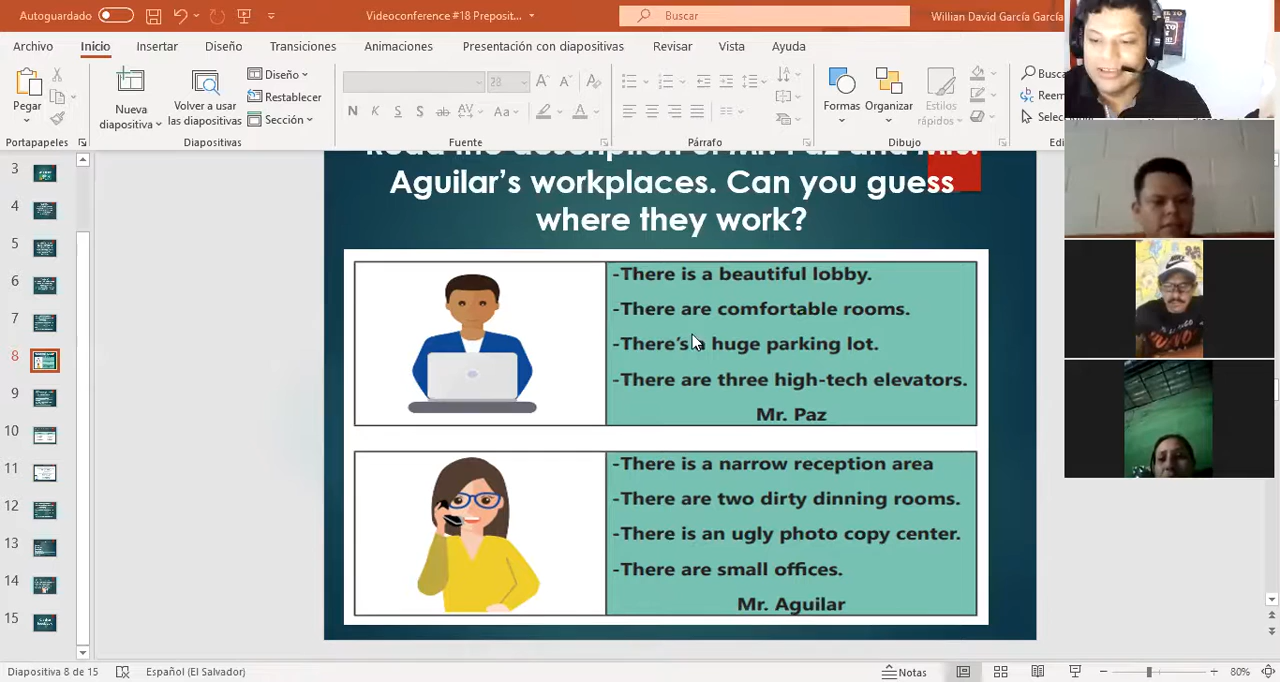 Autoguardado
Videoconference #18 Preposit...
Buscar
Willian David García García
Archivo
Inicio
Insertar
Diseño
Transiciones
Animaciones
Presentación con diapositivas
Revisar
Vista
Ayuda
Pegar
Nueva
diapositiva
Volver a usar
las diapositivas
Diseño
Restablecer
Sección
28
N K S S ab AV Aa
Formas
Organizar
Estilos
rápidos
Portapapeles
Diapositivas
Fuente
Párrafo
Dibujo
Aguilar's workplaces. Can you guess
where they work?
-There is a beautiful lobby.
-There are comfortable rooms.
-There's a huge parking lot.
-There are three high-tech elevators.
Mr. Paz
-There is a narrow reception area
-There are two dirty dinning rooms.
-There is an ugly photo copy center.
-There are small offices.
Mr. Aguilar
3
4
5
6
7
8
9
10
11
12
13
14
15
Diapositiva 8 de 15
Español (El Salvador)
Notas
80%